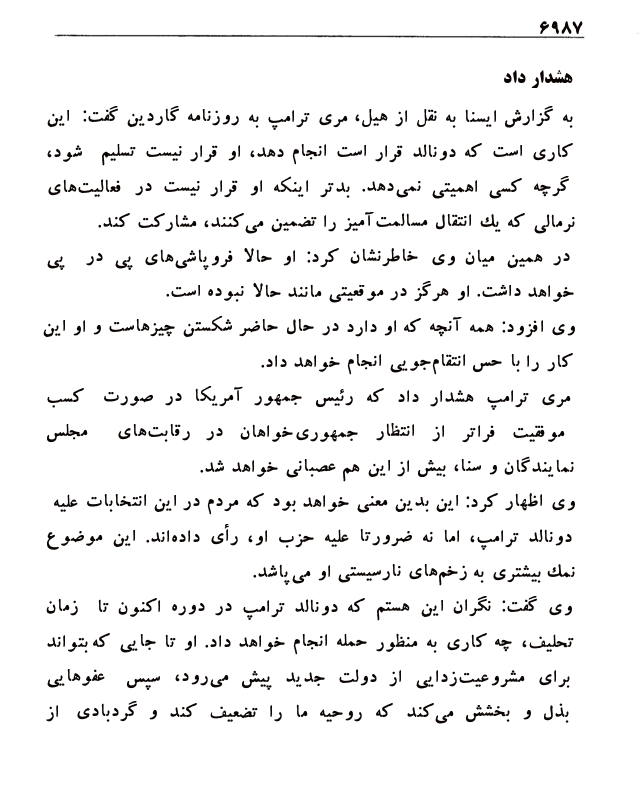 ۶۹۸۷
هشدار داد
به گزارش ایسنا به نقل از هیل، مری ترامپ به روزنامه گاردین گفت: این
کاری است که دونالد قرار است انجام دهد، او قرار نیست تسلیم شود،
گرچه کسی اهمیتی نمی‌دهد. بدتر اینکه او قرار نیست در فعالیت‌های
نرمالی که یك انتقال مسالمت‌آمیز را تضمین می‌کنند، مشارکت کند.
در همین میان وی خاطرنشان کرد: او حالا فروپاشی‌های پی در پی
خواهد داشت. او هرگز در موقعیتی مانند حالا نبوده است.
وی افزود: همه آنچه که او دارد در حال حاضر شکستن چیزهاست و او این
کار را با حس انتقام‌جویی انجام خواهد داد.
مری ترامپ هشدار داد که رئیس جمهور آمریکا در صورت کسب
موفقیت فراتر از انتظار جمهوری‌خواهان در رقابت‌های مجلس
نمایندگان و سنا، بیش از این هم عصبانی خواهد شد.
وی اظهار کرد: این بدین معنی خواهد بود که مردم در این انتخابات علیه
دونالد ترامپ، اما نه ضرورتا علیه حزب او، رأی داده‌اند. این موضوع
نمك بیشتری به زخم‌های نارسیستی او می‌پاشد.
وی گفت: نگران این هستم که دونالد ترامپ در دوره اکنون تا زمان
تحلیف، چه کاری به منظور حمله انجام خواهد داد. او تا جایی که بتواند
برای مشروعیت‌زدایی از دولت جدید پیش می‌رود، سپس عفوهایی
بذل و بخشش می‌کند که روحیه ما را تضعیف کند و گردبادی از